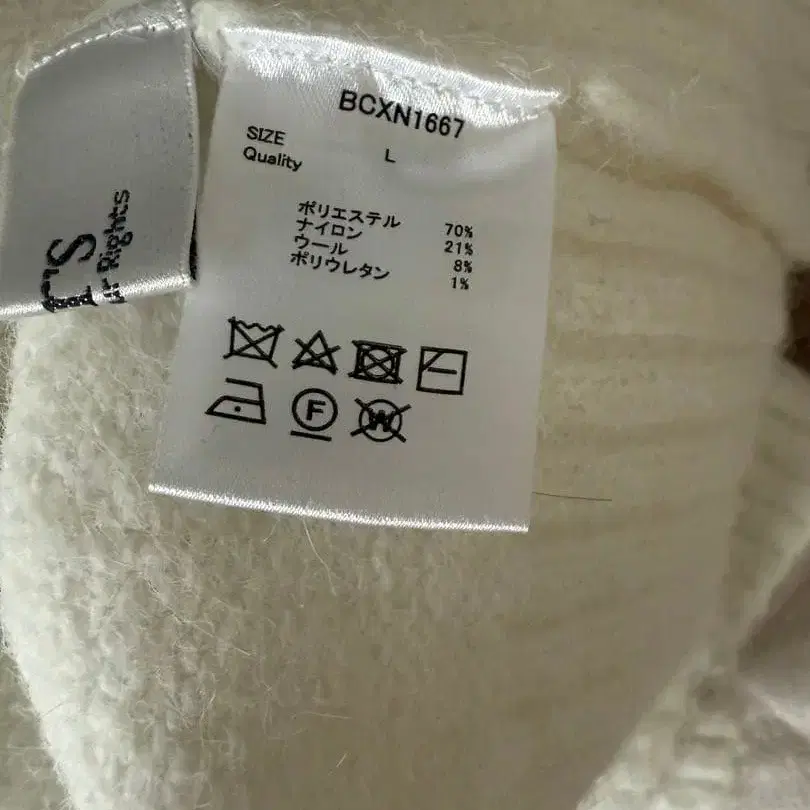 BCXN1667
SIZE L
Quality
ポリエステル 70%
ナイロン 21%
ウール 8%
ポリウレタン 1%
F
W
Rights